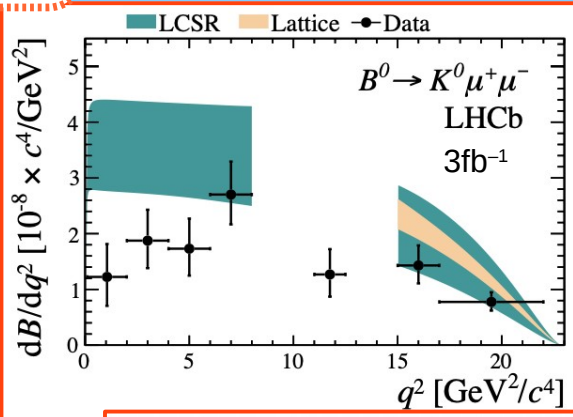 LCSR Lattice Data
dB/dq² [10⁻⁸ × c⁴/GeV²]
5
4
3
2
1
0
B⁰→ K⁰μ⁺μ⁻
LHCb
3fb⁻¹
0 5 10 15 20
q² [GeV²/c⁴]